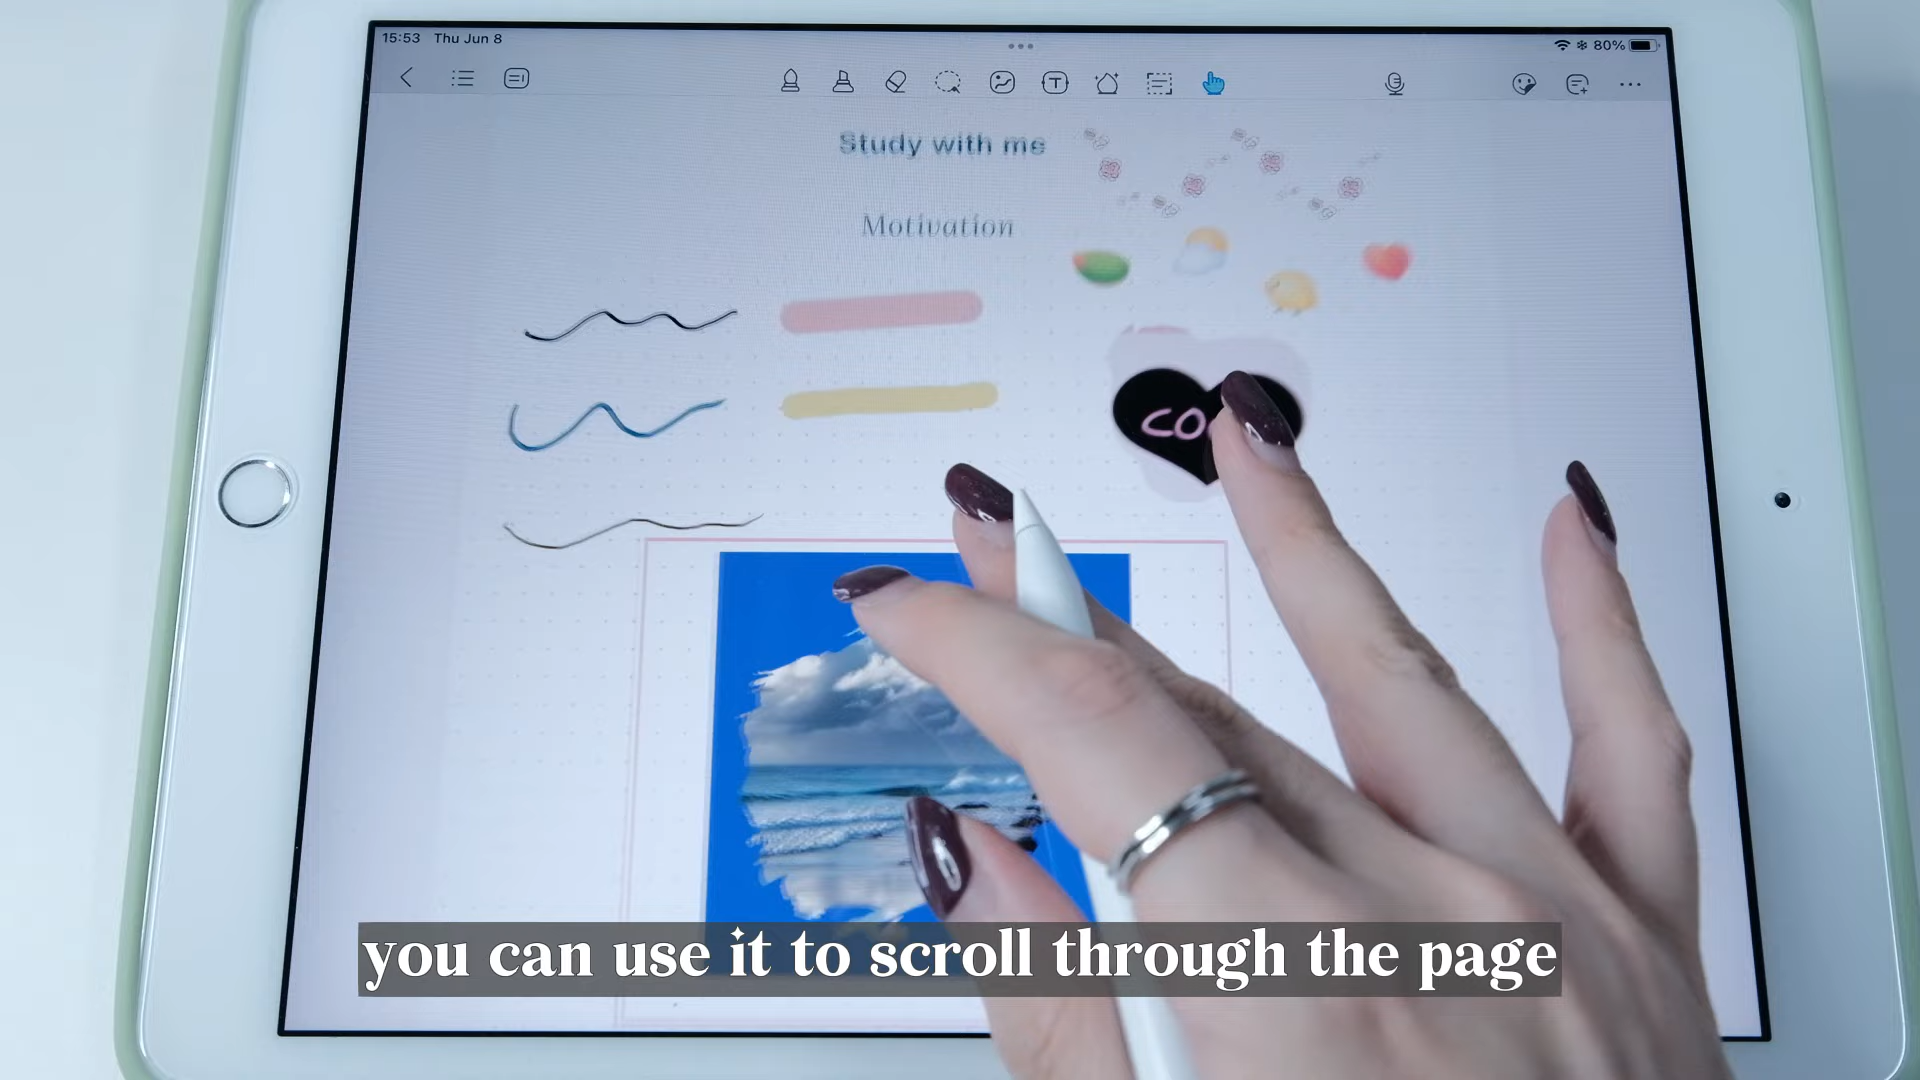 15:53 Thu Jun 8
80%
Study with me
Motivation
you can use it to scroll through the page